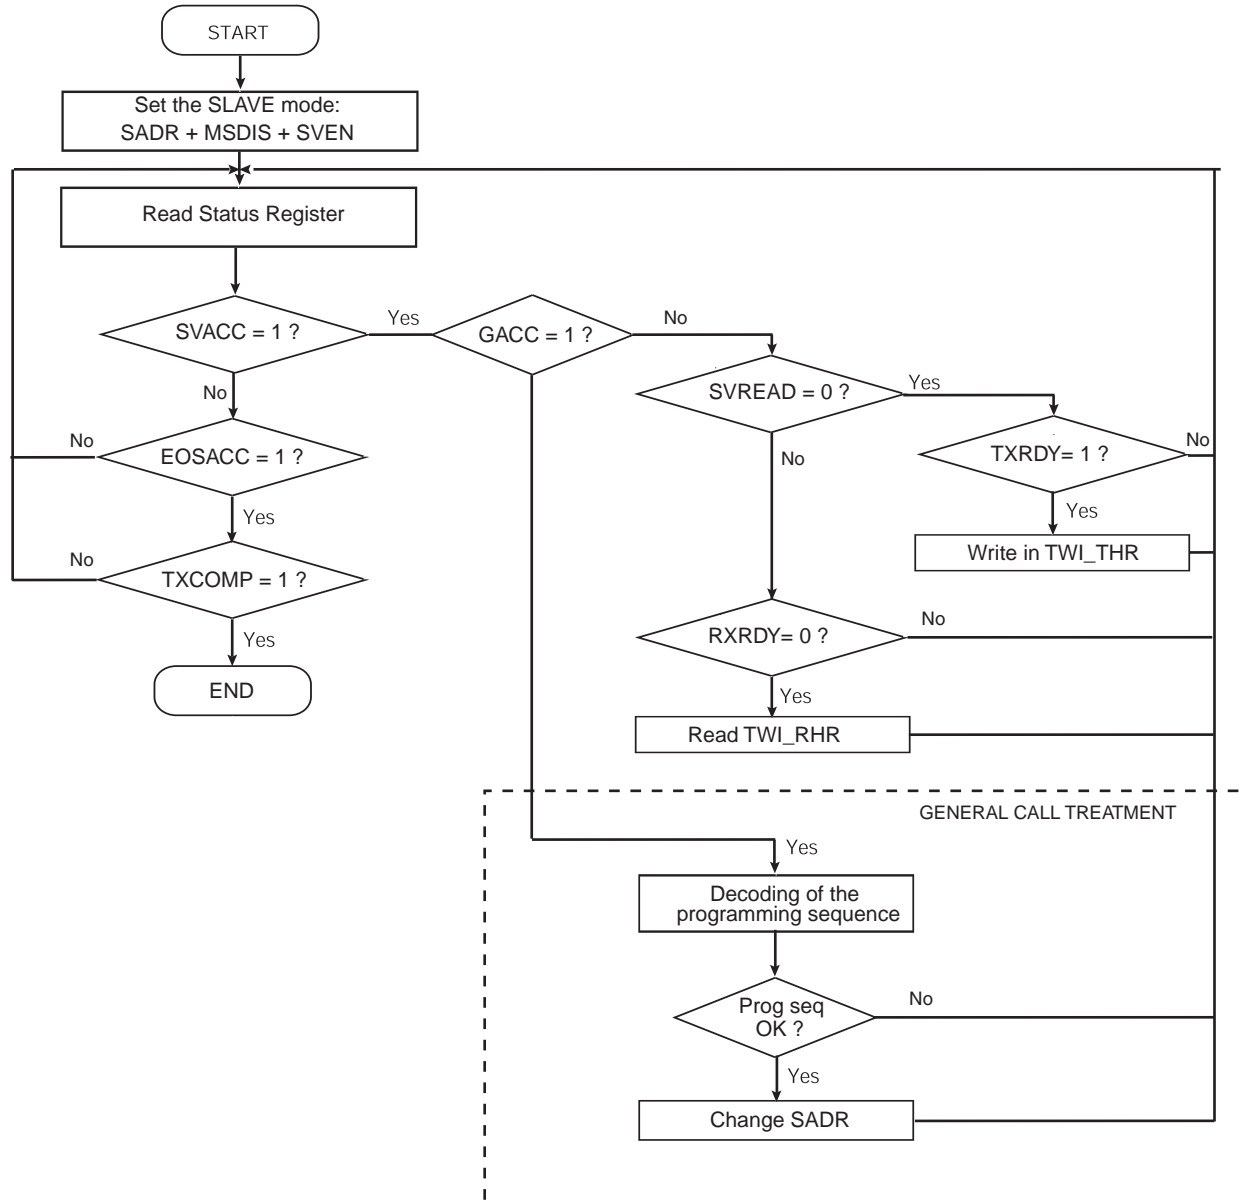 START
Set the SLAVE mode:
SADR + MSDIS + SVEN
Read Status Register
SVACC = 1 ?
Yes
GACC = 1 ?
No
SVREAD = 0 ?
Yes
No
EOSACC = 1 ?
No
TXRDY= 1 ?
No
No
Yes
Yes
Write in TWI_THR
TXCOMP = 1 ?
No
RXRDY= 0 ?
No
Yes
END
Yes
Read TWI_RHR
GENERAL CALL TREATMENT
Yes
Decoding of the
programming sequence
Prog seq
OK ?
No
Yes
Change SADR